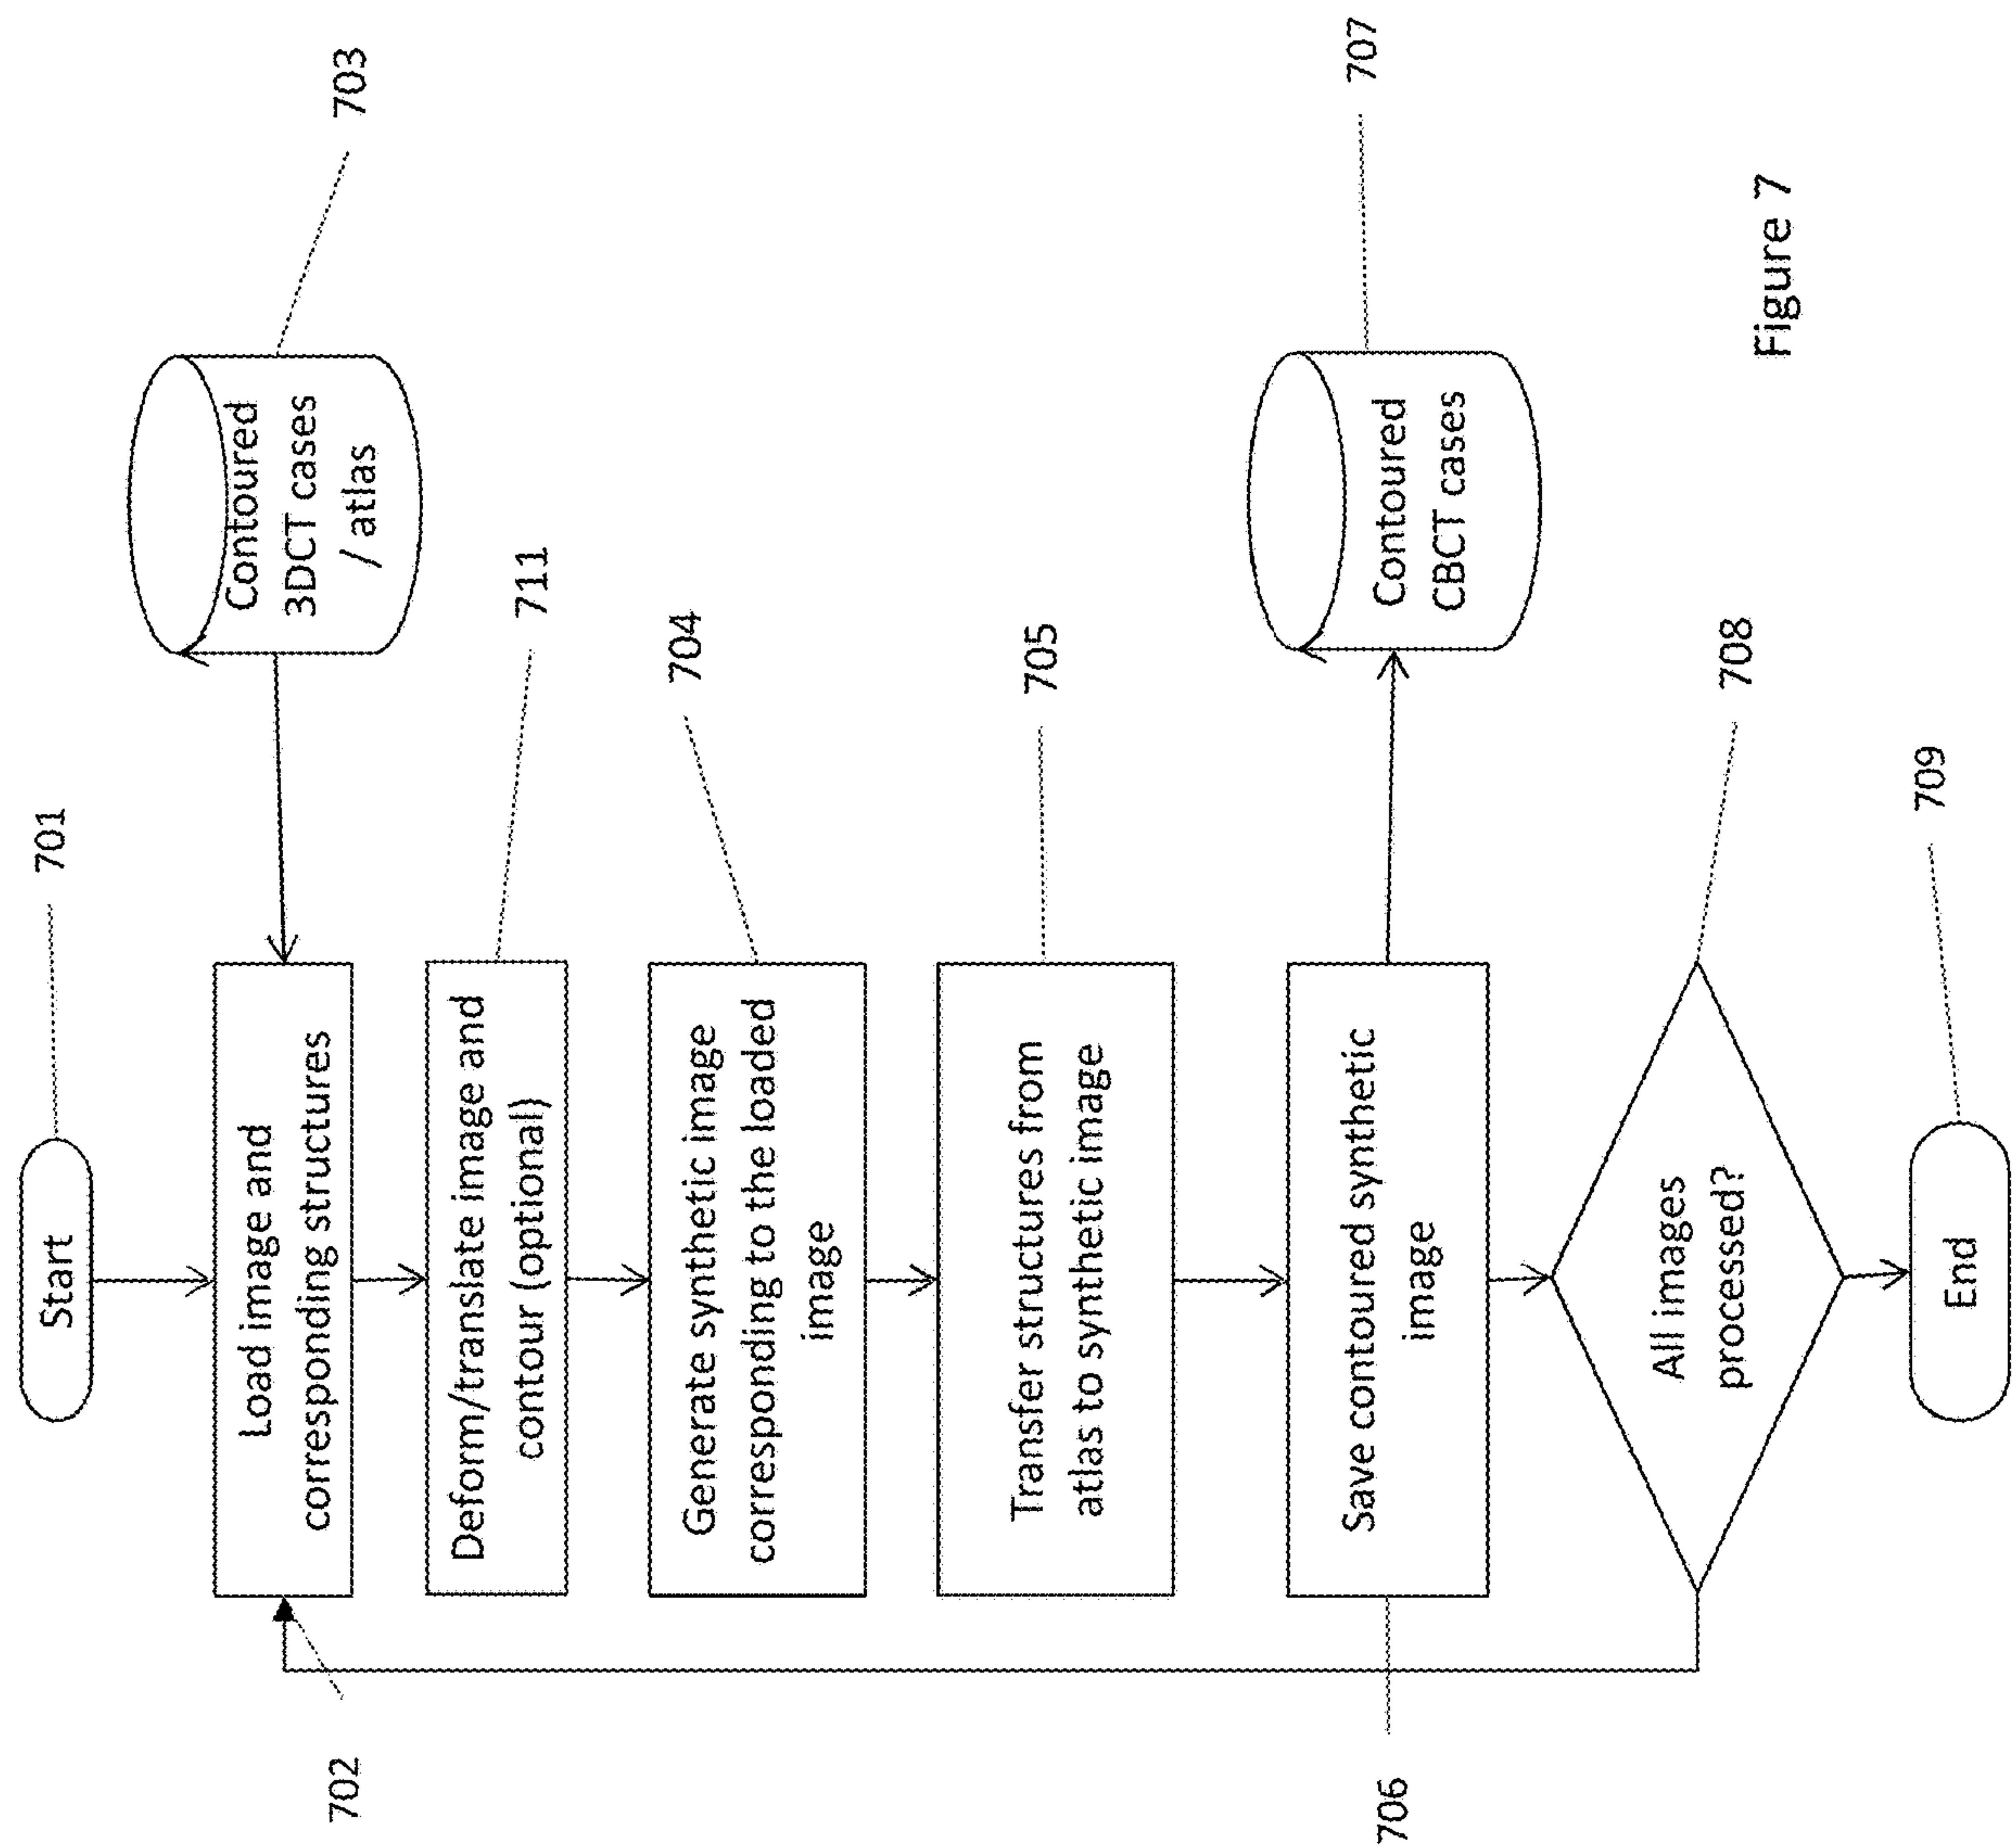 701
Start
703
Load image and
corresponding structures
Contoured
3DCT cases
/ atlas
702
711
Deform/translate image and
contour (optional)
704
Generate synthetic image
corresponding to the loaded
image
705
Transfer structures from
atlas to synthetic image
707
706
Save contoured synthetic
image
Contoured
CBCT cases
708
All images
processed?
709
End
Figure 7